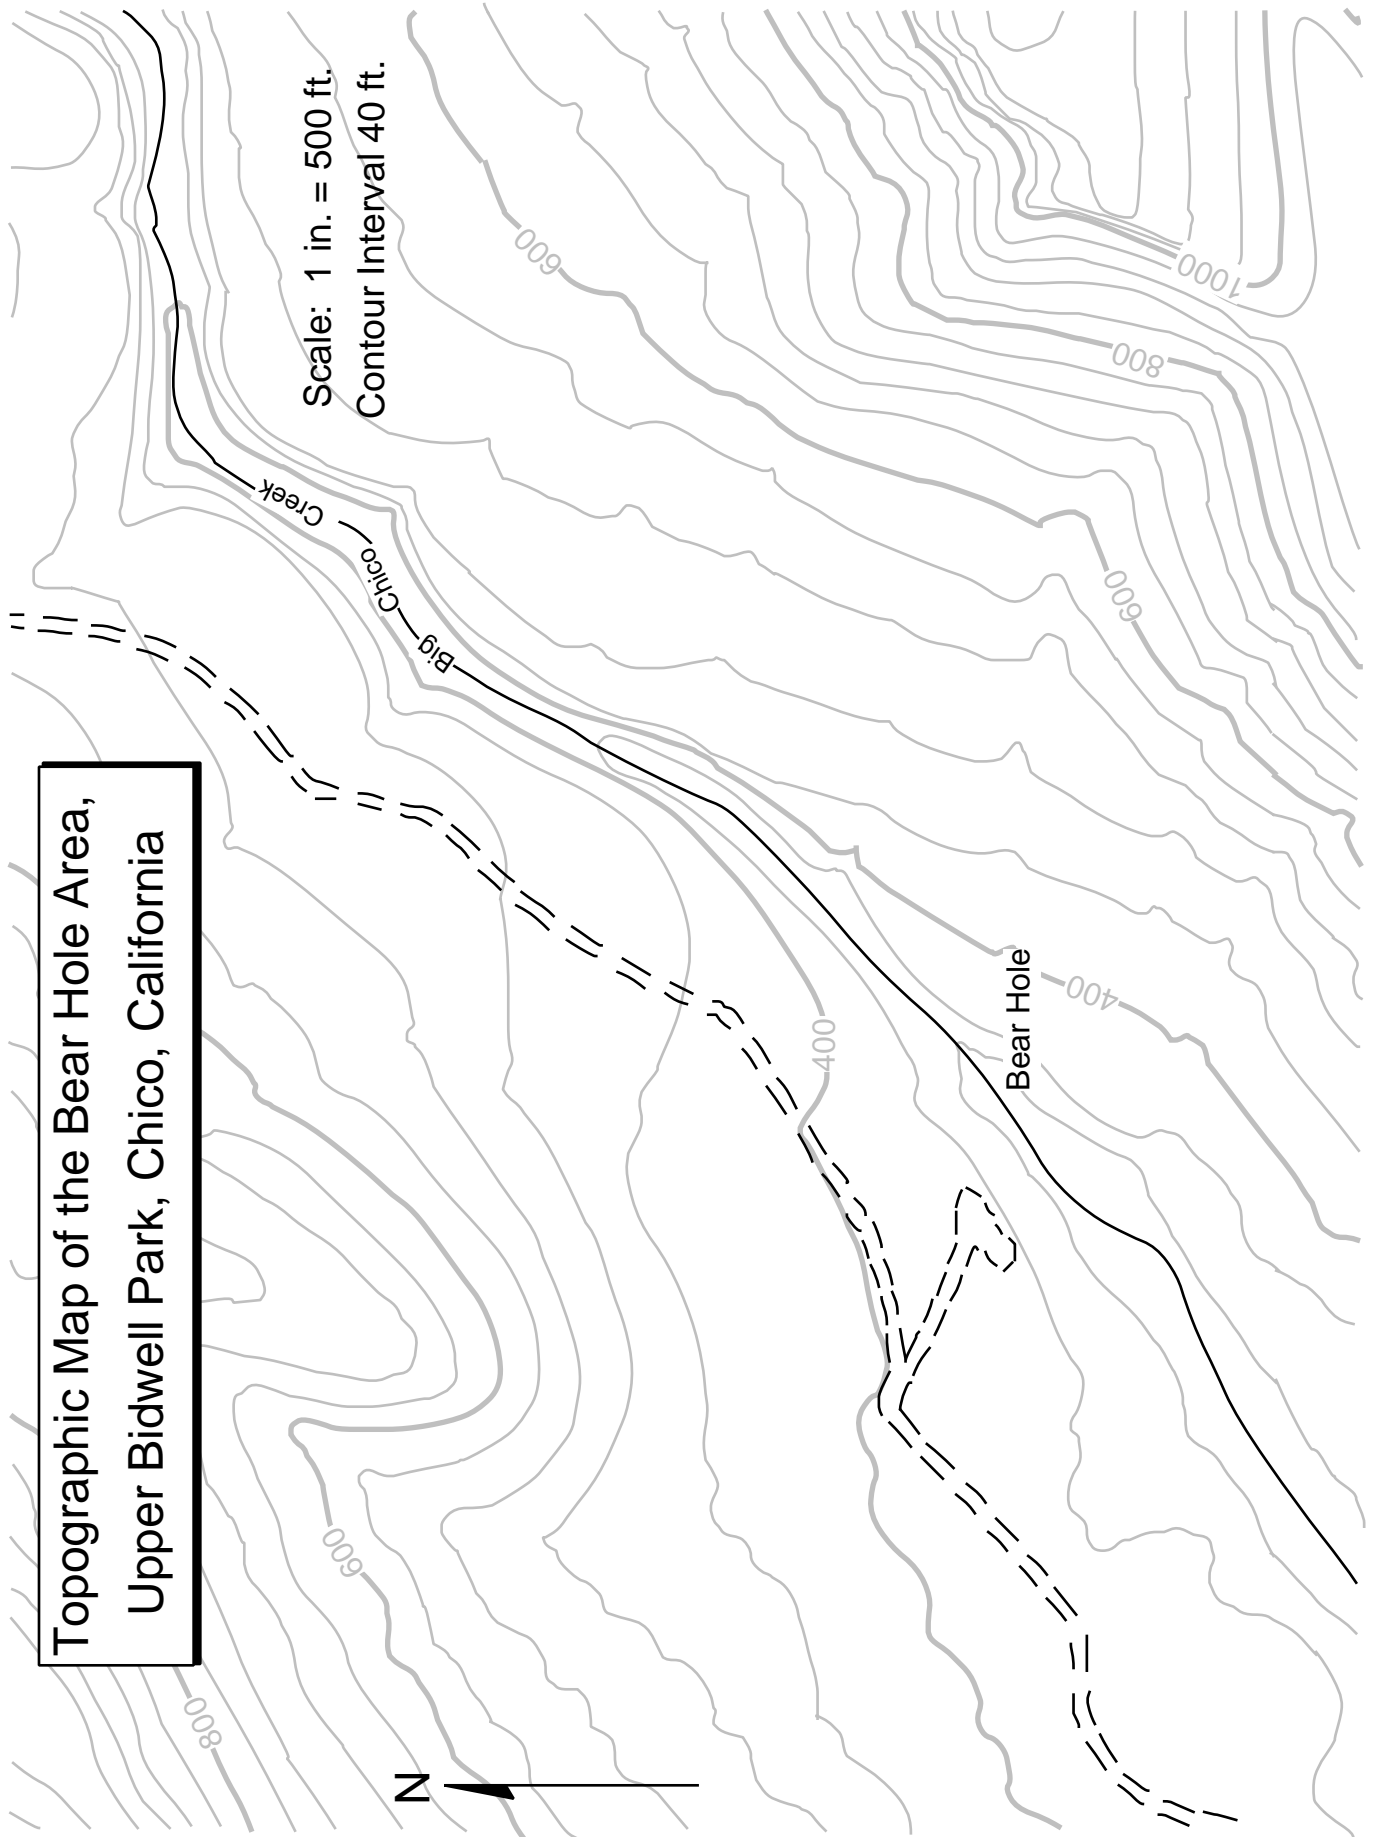 Topographic Map of the Bear Hole Area,
Upper Bidwell Park, Chico, California
Scale: 1 in. = 500 ft.
Contour Interval 40 ft.
600
1000
800
600
Creek
Chico
Big
400
400
Bear Hole
600
800
N